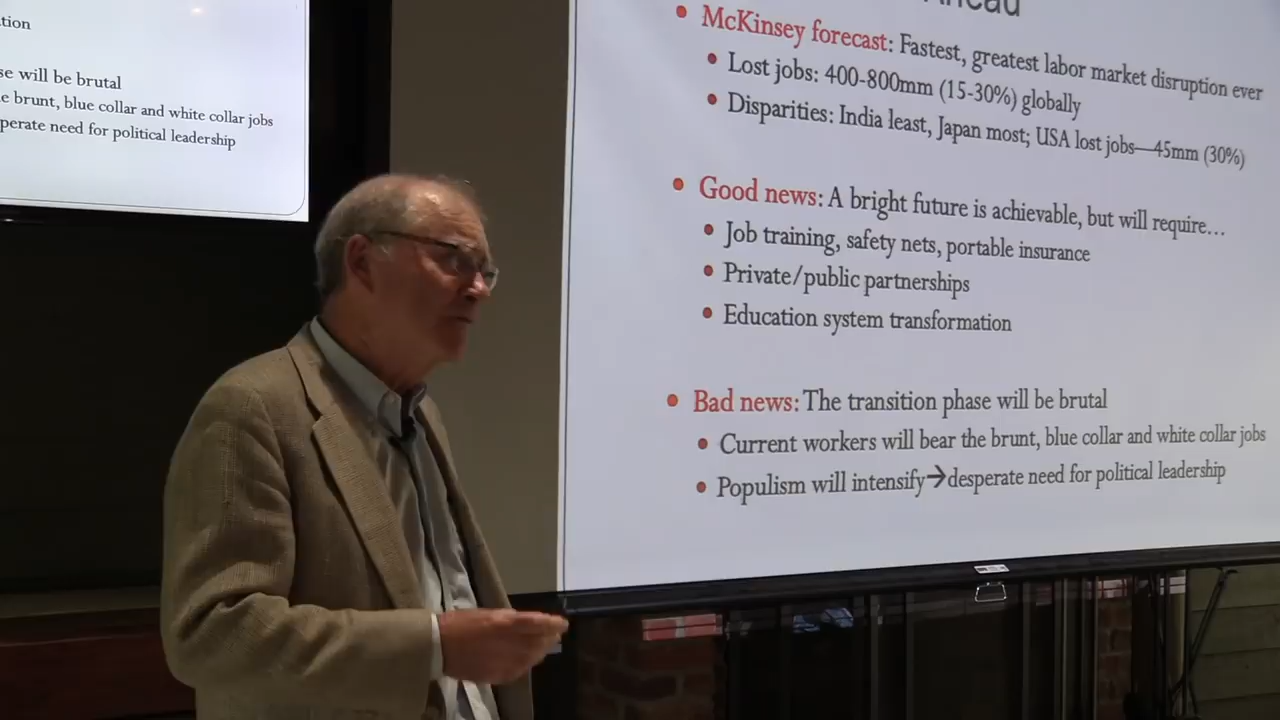 tion
se will be brutal
e brunt, blue collar and white collar jobs
perate need for political leadership
Ahead
McKinsey forecast: Fastest, greatest labor market disruption ever
Lost jobs: 400-800mm (15-30%) globally
Disparities: India least, Japan most; USA lost jobs—45mm (30%)
Good news: A bright future is achievable, but will require...
Job training, safety nets, portable insurance
Private/public partnerships
Education system transformation
Bad news: The transition phase will be brutal
Current workers will bear the brunt, blue collar and white collar jobs
Populism will intensify→desperate need for political leadership